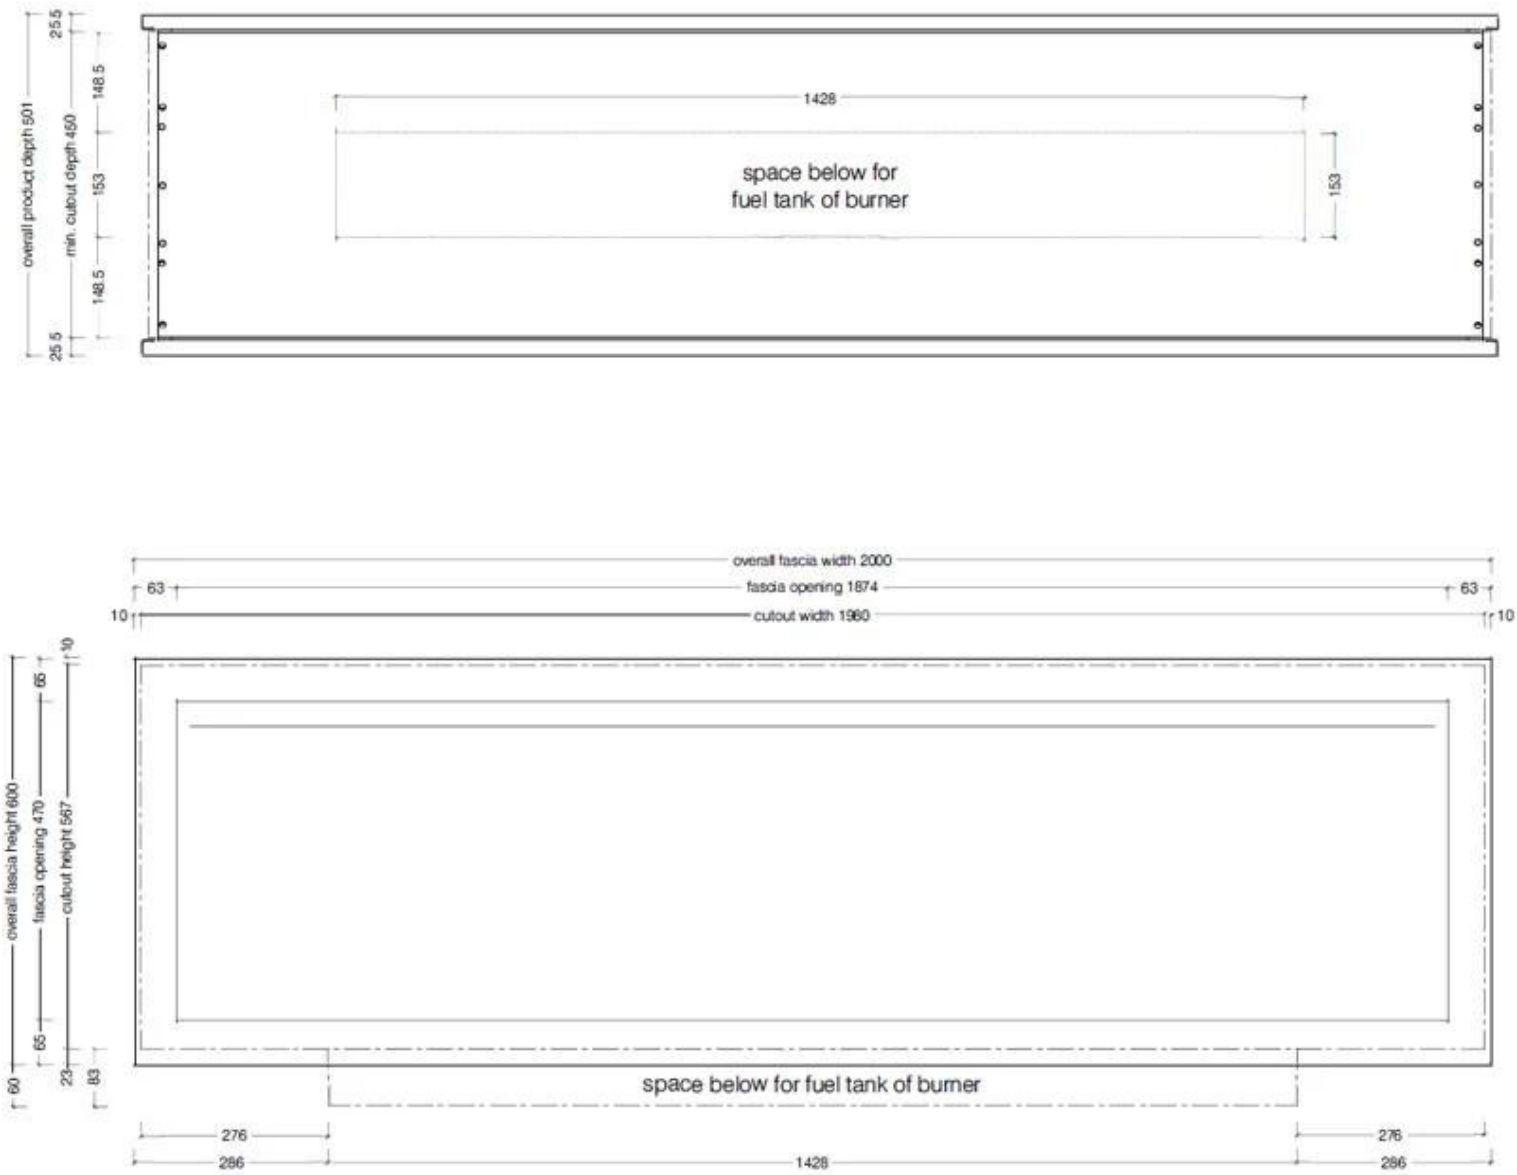 25.5
148.5
overall product depth 501
min. cutout depth 450
153
148.5
25.5
1428
space below for
fuel tank of burner
153
overall fascia width 2000
63
fascia opening 1874
63
10
cutout width 1980
10
10
65
overall fascia height 600
fascia opening 470
cutout height 567
65
60
23
83
space below for fuel tank of burner
276
276
286
1428
286